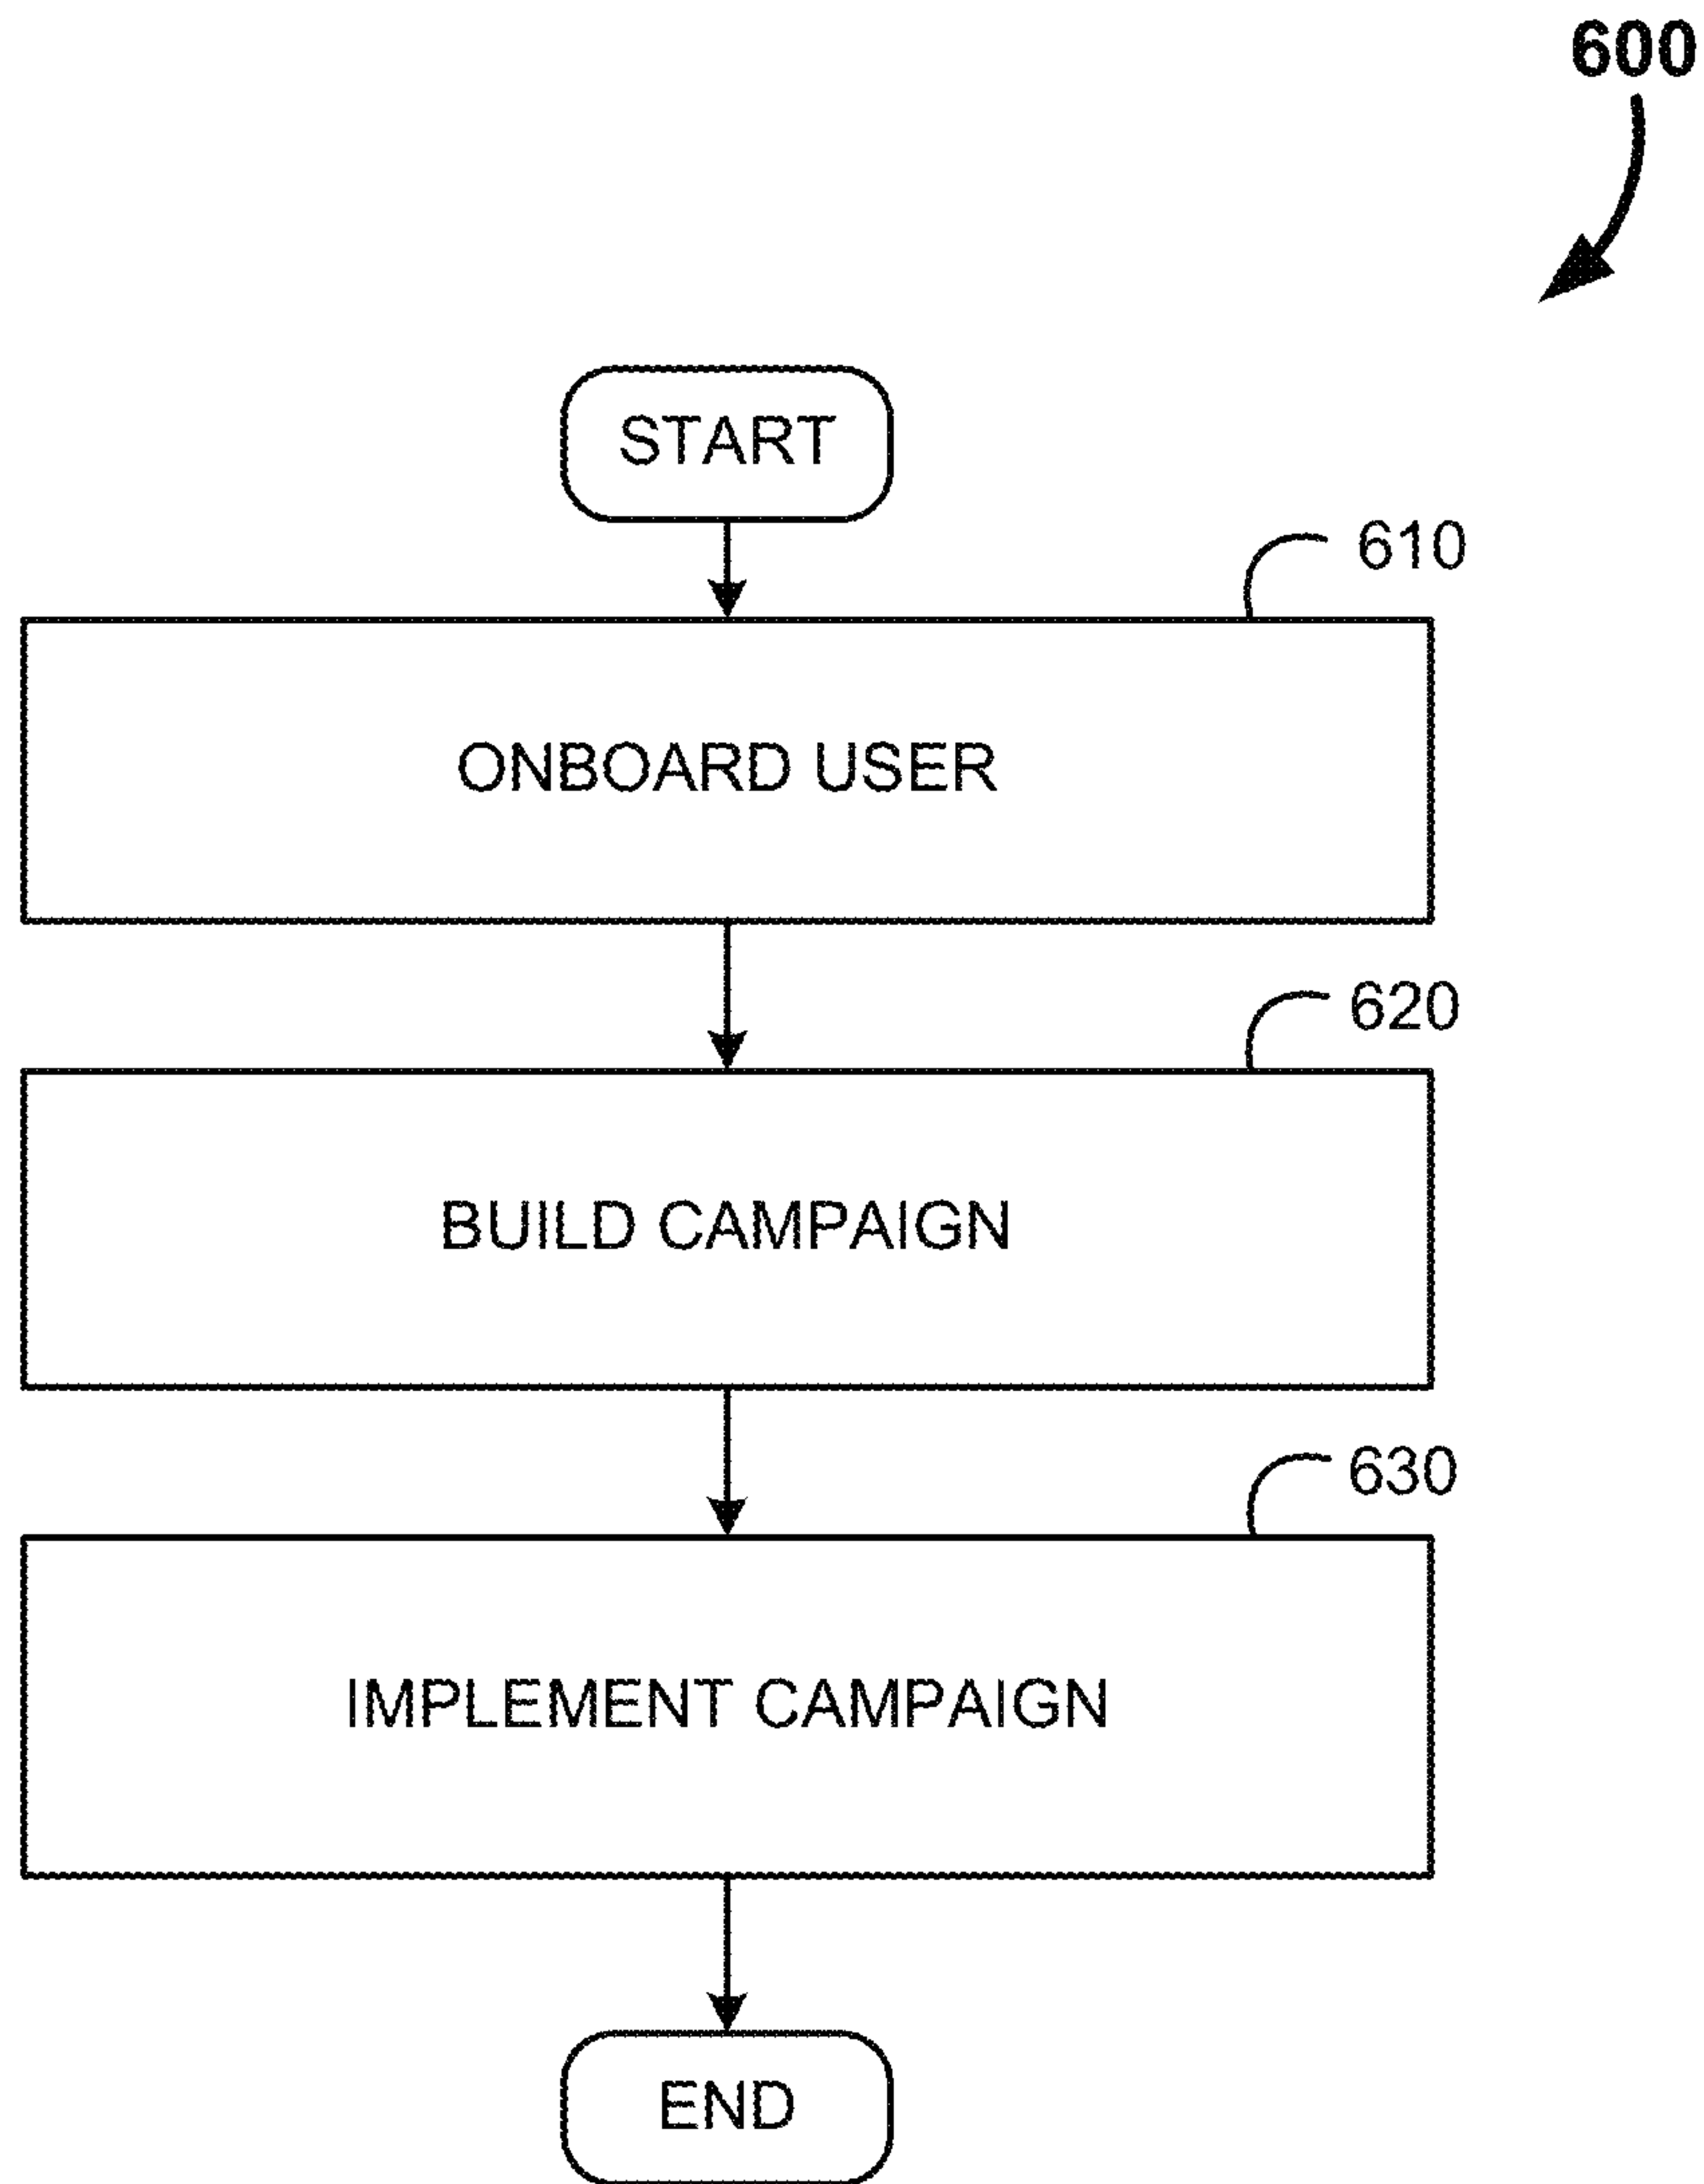 600
START
610
ONBOARD USER
620
BUILD CAMPAIGN
630
IMPLEMENT CAMPAIGN
END